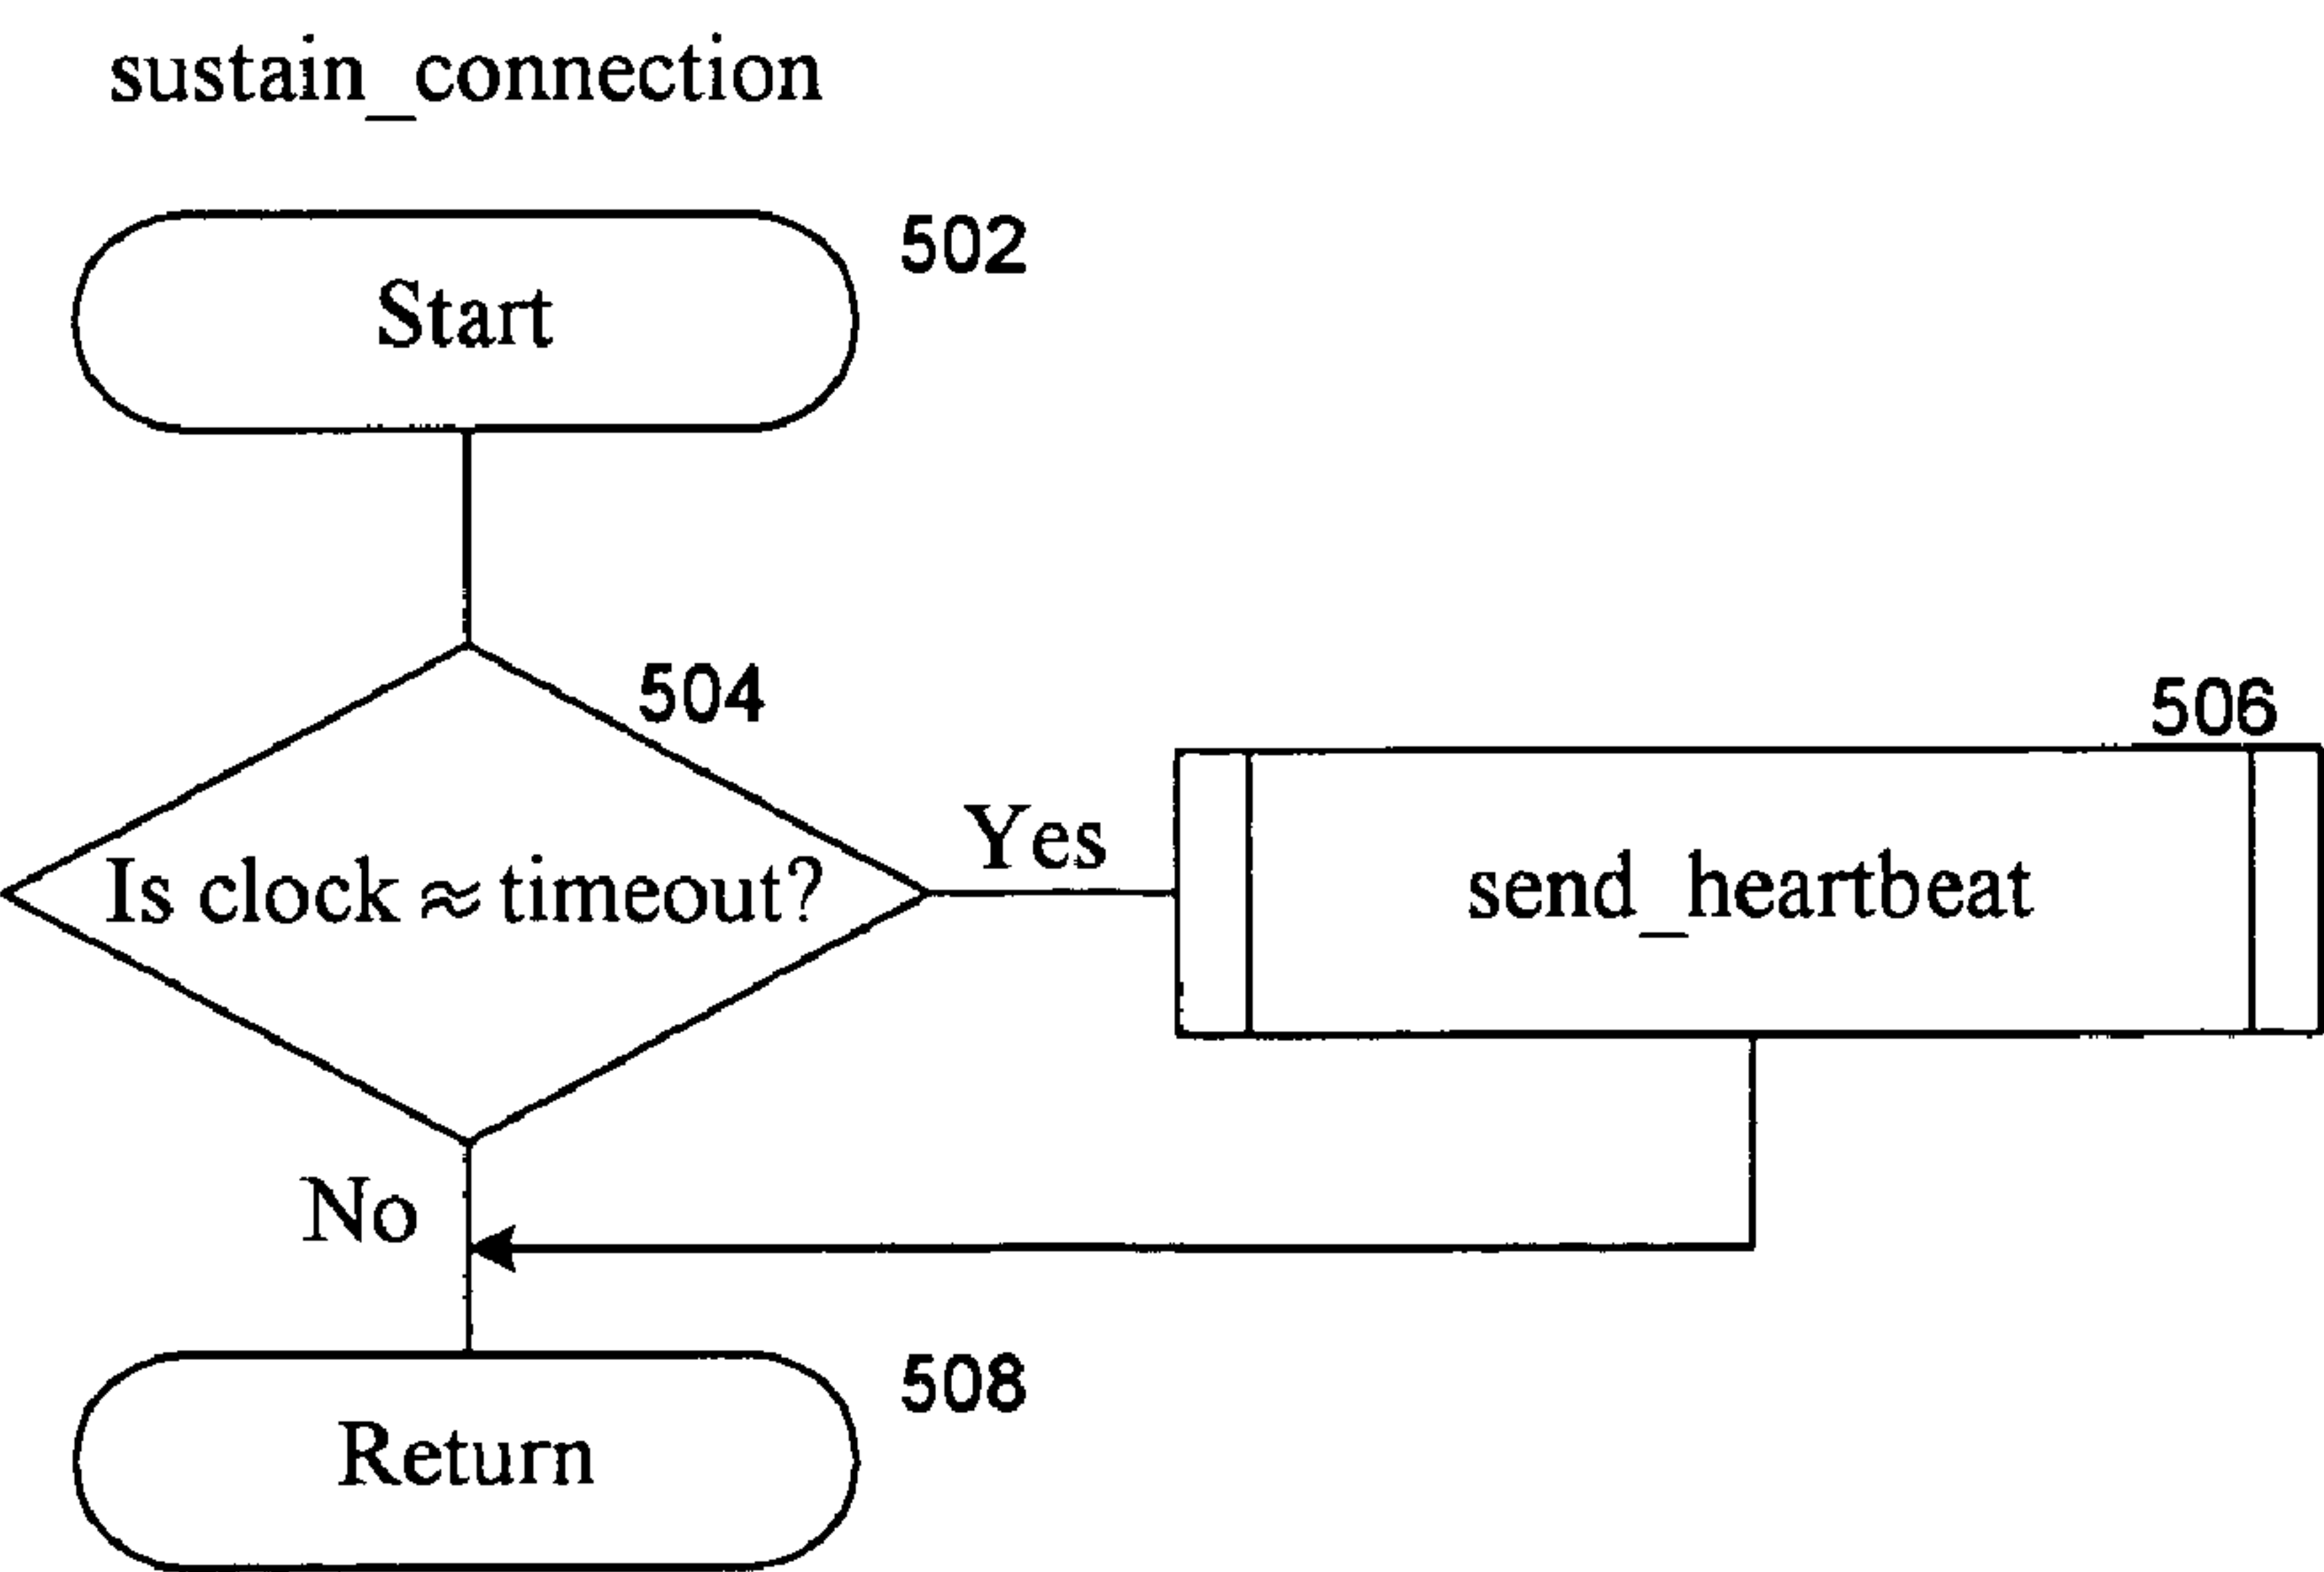 sustain_connection
502
Start
504
506
Is clock ≈ timeout?
Yes
send_heartbeat
No
508
Return